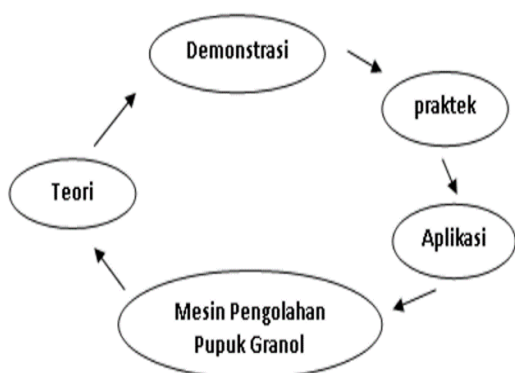 Demonstrasi
praktek
Teori
Aplikasi
Mesin Pengolahan
Pupuk Granol